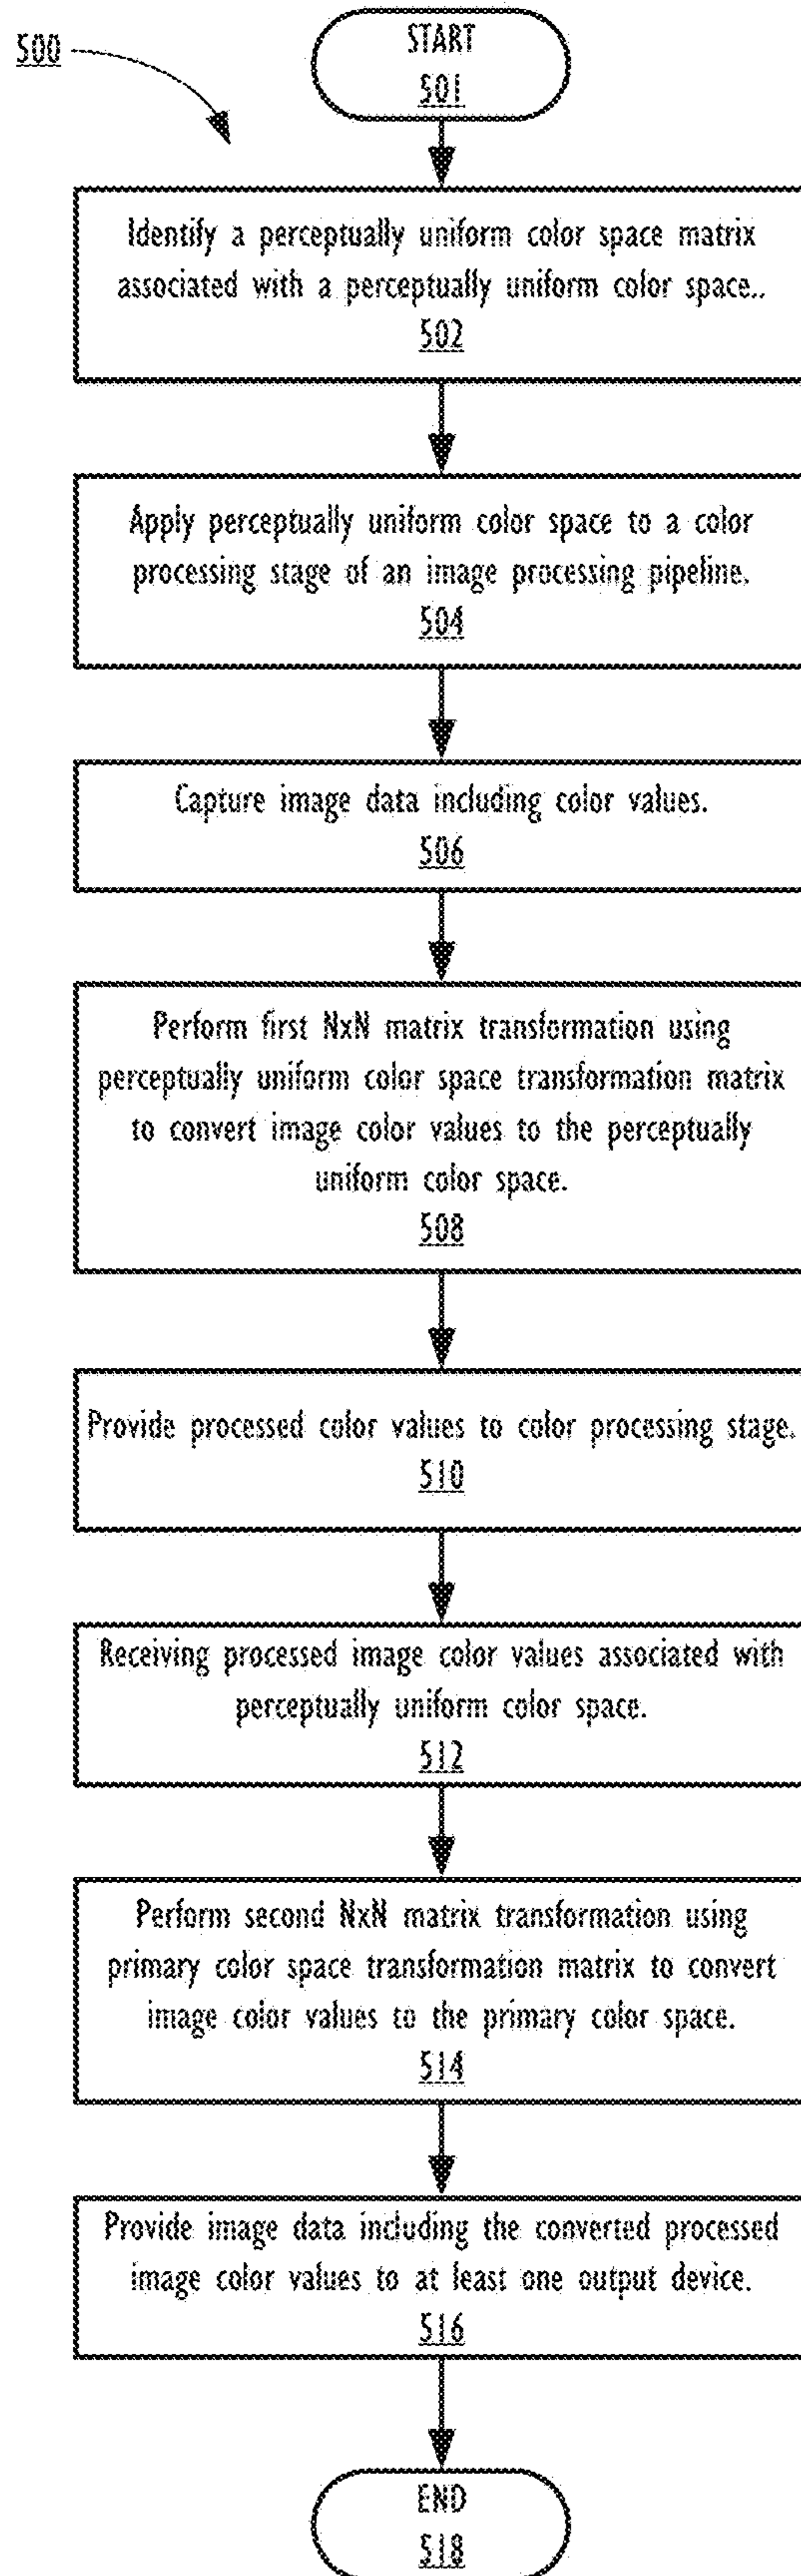 500
START
501
Identify a perceptually uniform color space matrix
associated with a perceptually uniform color space..
502
Apply perceptually uniform color space to a color
processing stage of an image processing pipeline.
504
Capture image data including color values.
506
Perform first NxN matrix transformation using
perceptually uniform color space transformation matrix
to convert image color values to the perceptually
uniform color space.
508
Provide processed color values to color processing stage.
510
Receiving processed image color values associated with
perceptually uniform color space.
512
Perform second NxN matrix transformation using
primary color space transformation matrix to convert
image color values to the primary color space.
514
Provide image data including the converted processed
image color values to at least one output device.
516
END
518